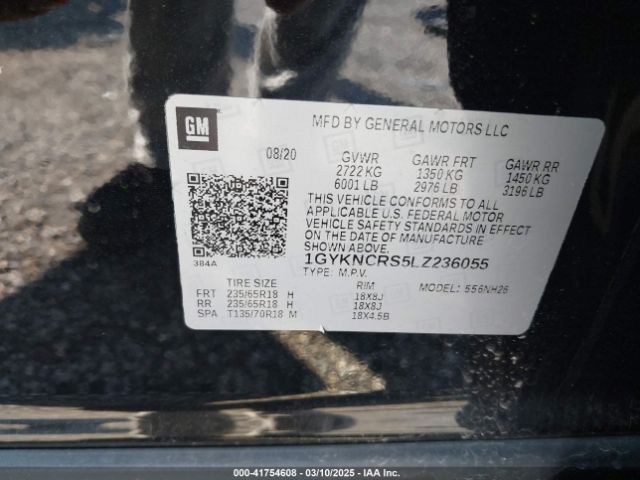 GM
MFD BY GENERAL MOTORS LLC
08/20 GVWR GAWR FRT GAWR RR
2722 KG 1350 KG 1450 KG
6001 LB 2976 LB 3196 LB
THIS VEHICLE CONFORMS TO ALL
APPLICABLE U.S. FEDERAL MOTOR
VEHICLE SAFETY STANDARDS IN EFFECT
ON THE DATE OF MANUFACTURE
SHOWN ABOVE.
384A
1GYKNCRS5LZ236055
TYPE: M.P.V. MODEL: 556NH26
TIRE SIZE RIM
FRT 235/65R18 H 18X8J
RR 235/65R18 H 18X8J
SPA T135/70R18 M 18X4.5B
000-41754608 — 03/10/2025 — IAA Inc.